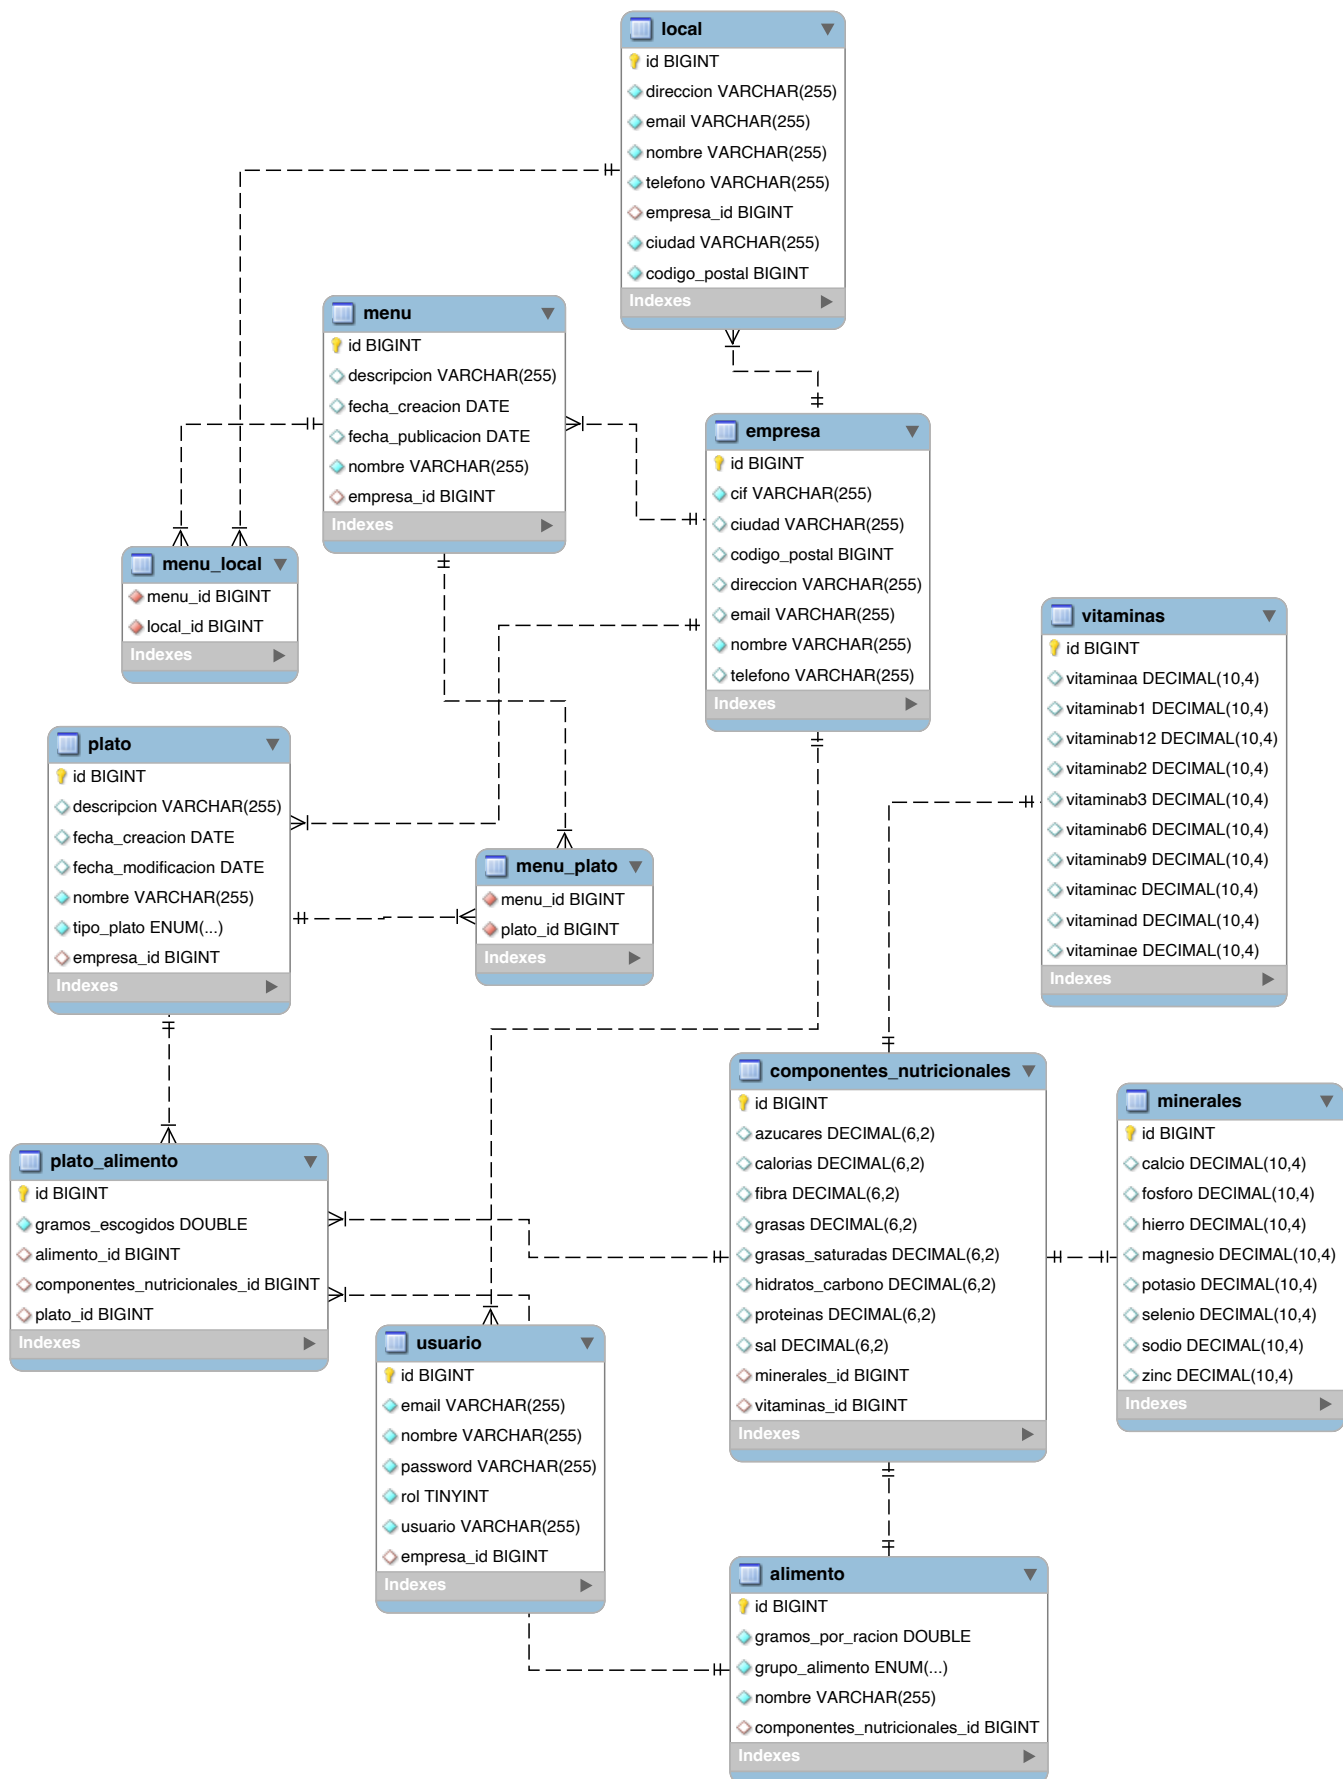 local
id BIGINT
direccion VARCHAR(255)
email VARCHAR(255)
nombre VARCHAR(255)
telefono VARCHAR(255)
empresa_id BIGINT
ciudad VARCHAR(255)
codigo_postal BIGINT
Indexes
menu
id BIGINT
descripcion VARCHAR(255)
fecha_creacion DATE
fecha_publicacion DATE
nombre VARCHAR(255)
empresa_id BIGINT
Indexes
empresa
id BIGINT
cif VARCHAR(255)
ciudad VARCHAR(255)
codigo_postal BIGINT
direccion VARCHAR(255)
email VARCHAR(255)
nombre VARCHAR(255)
telefono VARCHAR(255)
Indexes
menu_local
menu_id BIGINT
local_id BIGINT
Indexes
vitaminas
id BIGINT
vitaminaa DECIMAL(10,4)
vitaminab1 DECIMAL(10,4)
vitaminab12 DECIMAL(10,4)
vitaminab2 DECIMAL(10,4)
vitaminab3 DECIMAL(10,4)
vitaminab6 DECIMAL(10,4)
vitaminab9 DECIMAL(10,4)
vitaminac DECIMAL(10,4)
vitaminad DECIMAL(10,4)
vitaminae DECIMAL(10,4)
Indexes
plato
id BIGINT
descripcion VARCHAR(255)
fecha_creacion DATE
fecha_modificacion DATE
nombre VARCHAR(255)
tipo_plato ENUM(...)
empresa_id BIGINT
Indexes
menu_plato
menu_id BIGINT
plato_id BIGINT
Indexes
componentes_nutricionales
id BIGINT
azucares DECIMAL(6,2)
calorias DECIMAL(6,2)
fibra DECIMAL(6,2)
grasas DECIMAL(6,2)
grasas_saturadas DECIMAL(6,2)
hidratos_carbono DECIMAL(6,2)
proteinas DECIMAL(6,2)
sal DECIMAL(6,2)
minerales_id BIGINT
vitaminas_id BIGINT
Indexes
minerales
id BIGINT
calcio DECIMAL(10,4)
fosforo DECIMAL(10,4)
hierro DECIMAL(10,4)
magnesio DECIMAL(10,4)
potasio DECIMAL(10,4)
selenio DECIMAL(10,4)
sodio DECIMAL(10,4)
zinc DECIMAL(10,4)
Indexes
plato_alimento
id BIGINT
gramos_escogidos DOUBLE
alimento_id BIGINT
componentes_nutricionales_id BIGINT
plato_id BIGINT
Indexes
usuario
id BIGINT
email VARCHAR(255)
nombre VARCHAR(255)
password VARCHAR(255)
rol TINYINT
usuario VARCHAR(255)
empresa_id BIGINT
Indexes
alimento
id BIGINT
gramos_por_racion DOUBLE
grupo_alimento ENUM(...)
nombre VARCHAR(255)
componentes_nutricionales_id BIGINT
Indexes